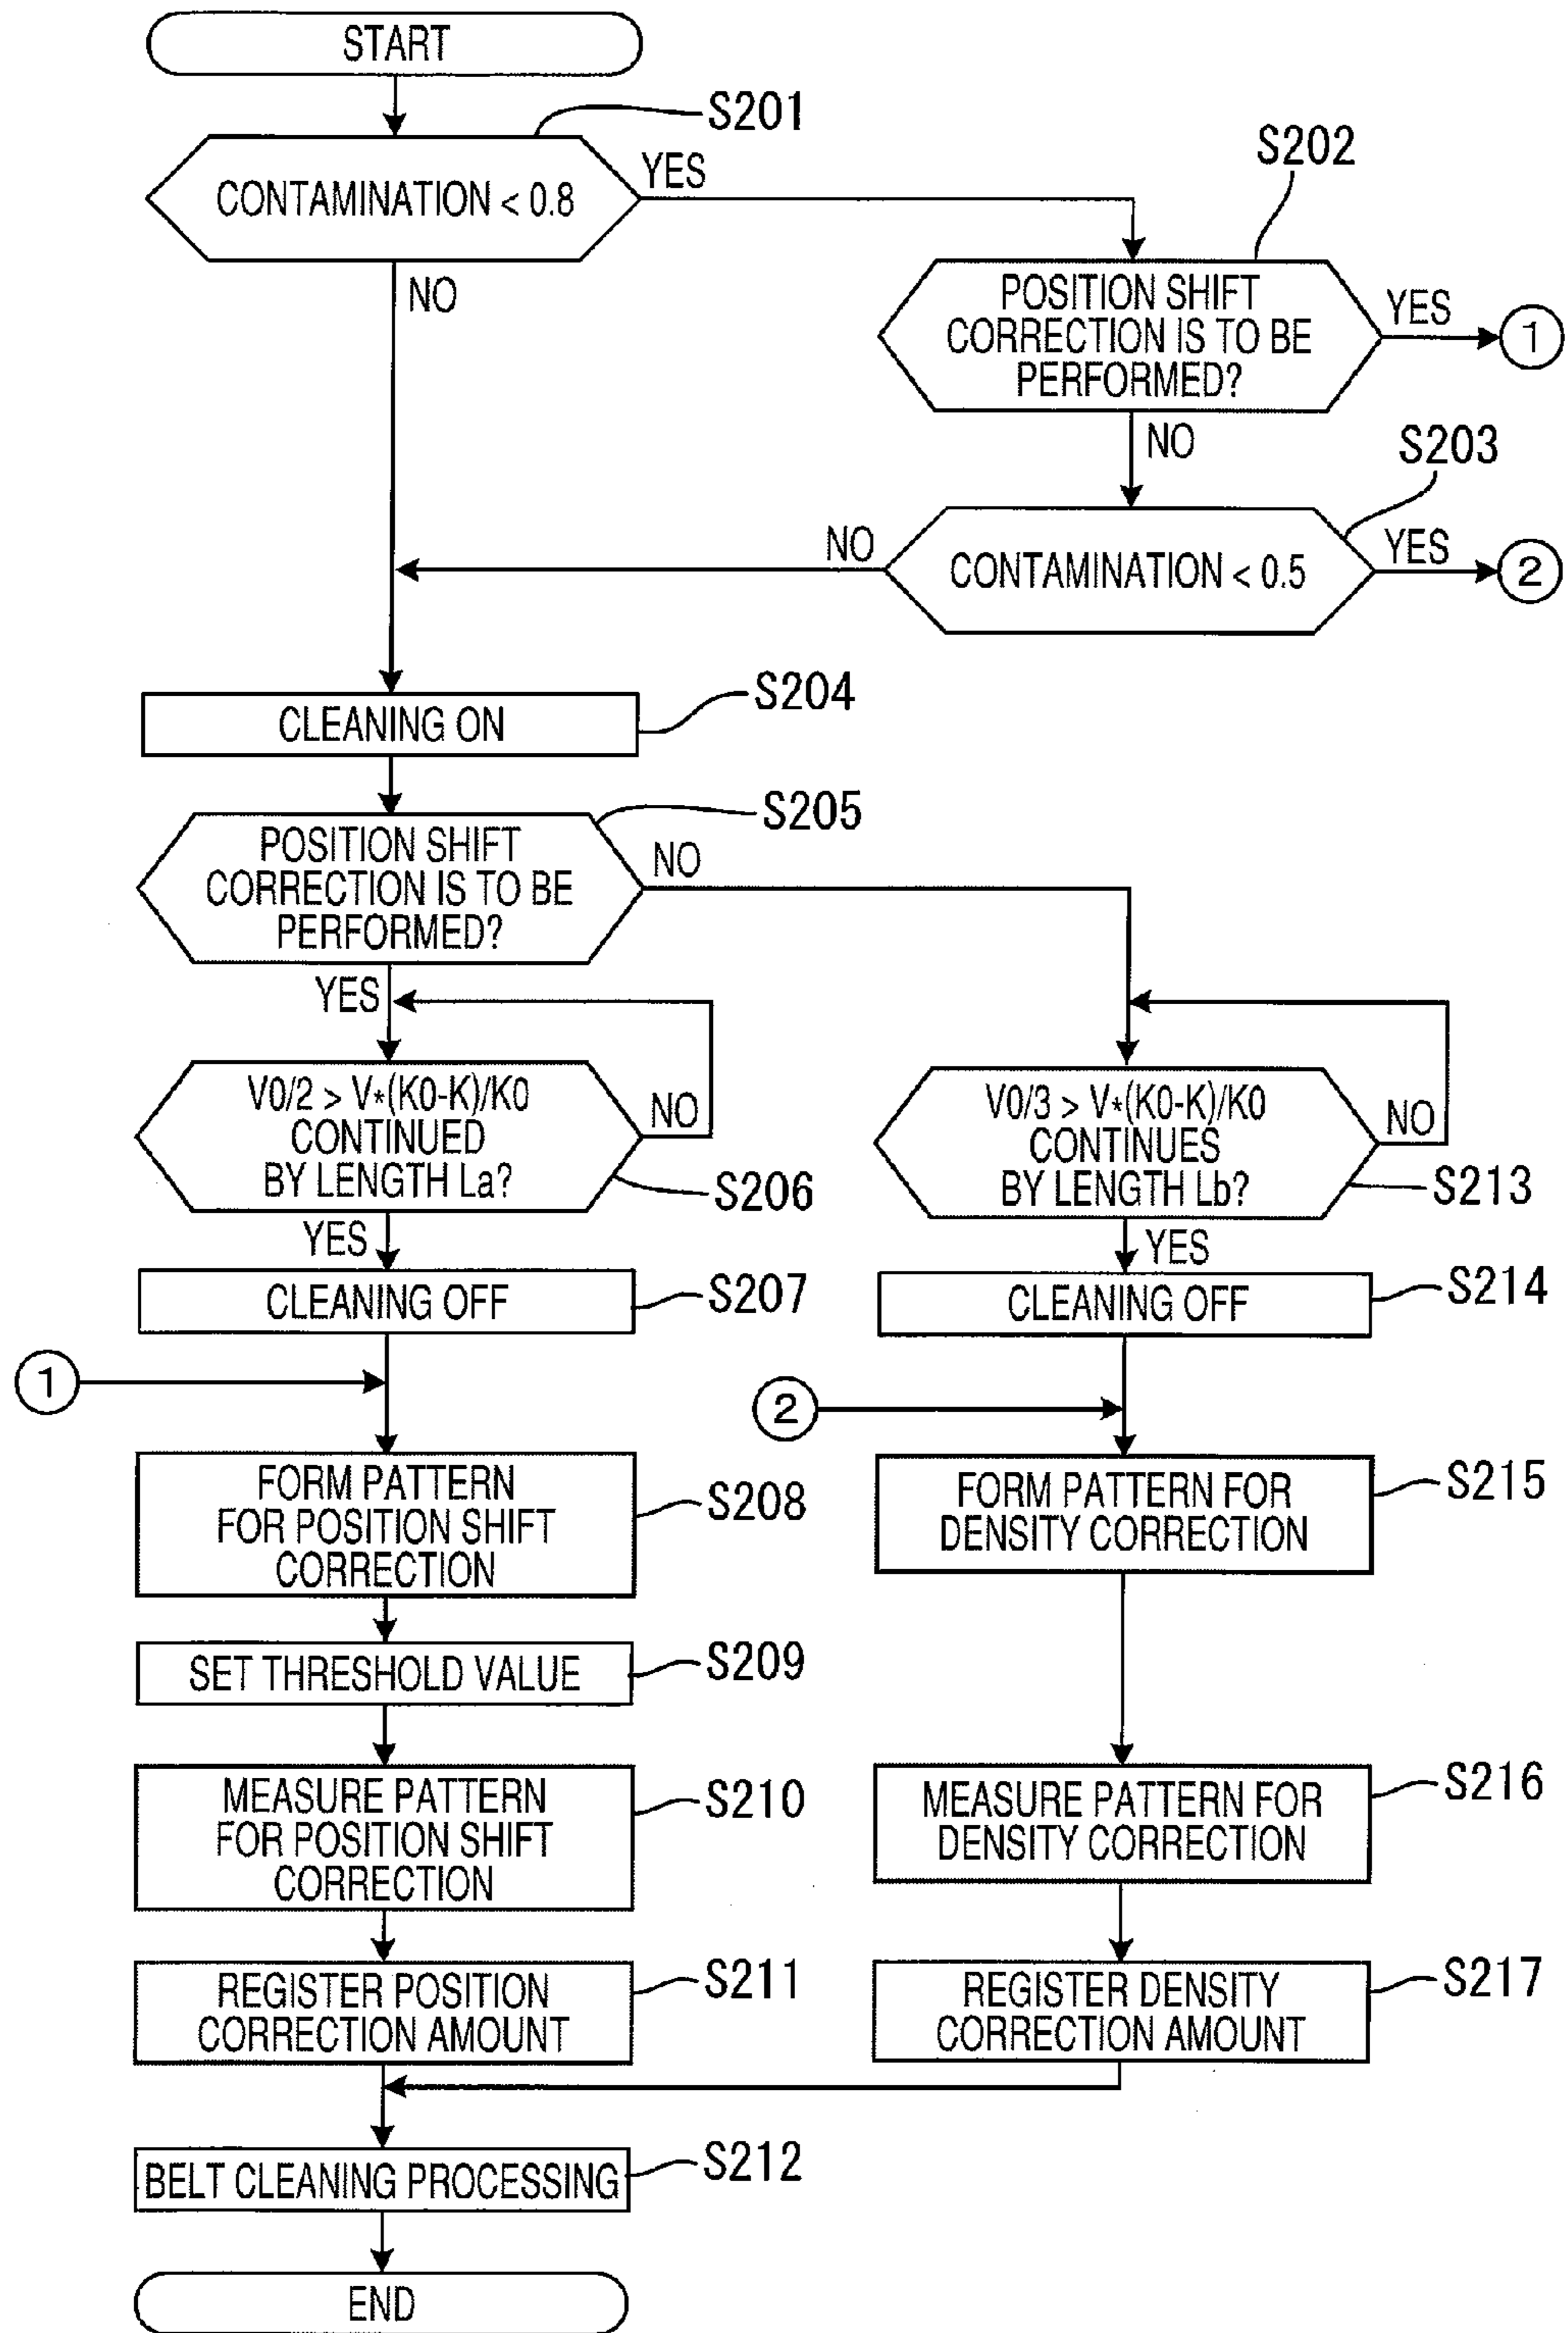 START
S201
CONTAMINATION < 0.8
YES
S202
NO
POSITION SHIFT
CORRECTION IS TO BE
PERFORMED?
YES
1
NO
S203
NO
CONTAMINATION < 0.5
YES
2
S204
CLEANING ON
S205
POSITION SHIFT
CORRECTION IS TO BE
PERFORMED?
NO
YES
V0/2 > V*(K0-K)/K0
CONTINUED
BY LENGTH La?
NO
S206
V0/3 > V*(K0-K)/K0
CONTINUES
BY LENGTH Lb?
NO
S213
YES
CLEANING OFF
S207
YES
CLEANING OFF
S214
1
2
FORM PATTERN
FOR POSITION SHIFT
CORRECTION
S208
FORM PATTERN FOR
DENSITY CORRECTION
S215
SET THRESHOLD VALUE
S209
MEASURE PATTERN
FOR POSITION SHIFT
CORRECTION
S210
MEASURE PATTERN FOR
DENSITY CORRECTION
S216
REGISTER POSITION
CORRECTION AMOUNT
S211
REGISTER DENSITY
CORRECTION AMOUNT
S217
BELT CLEANING PROCESSING
S212
END